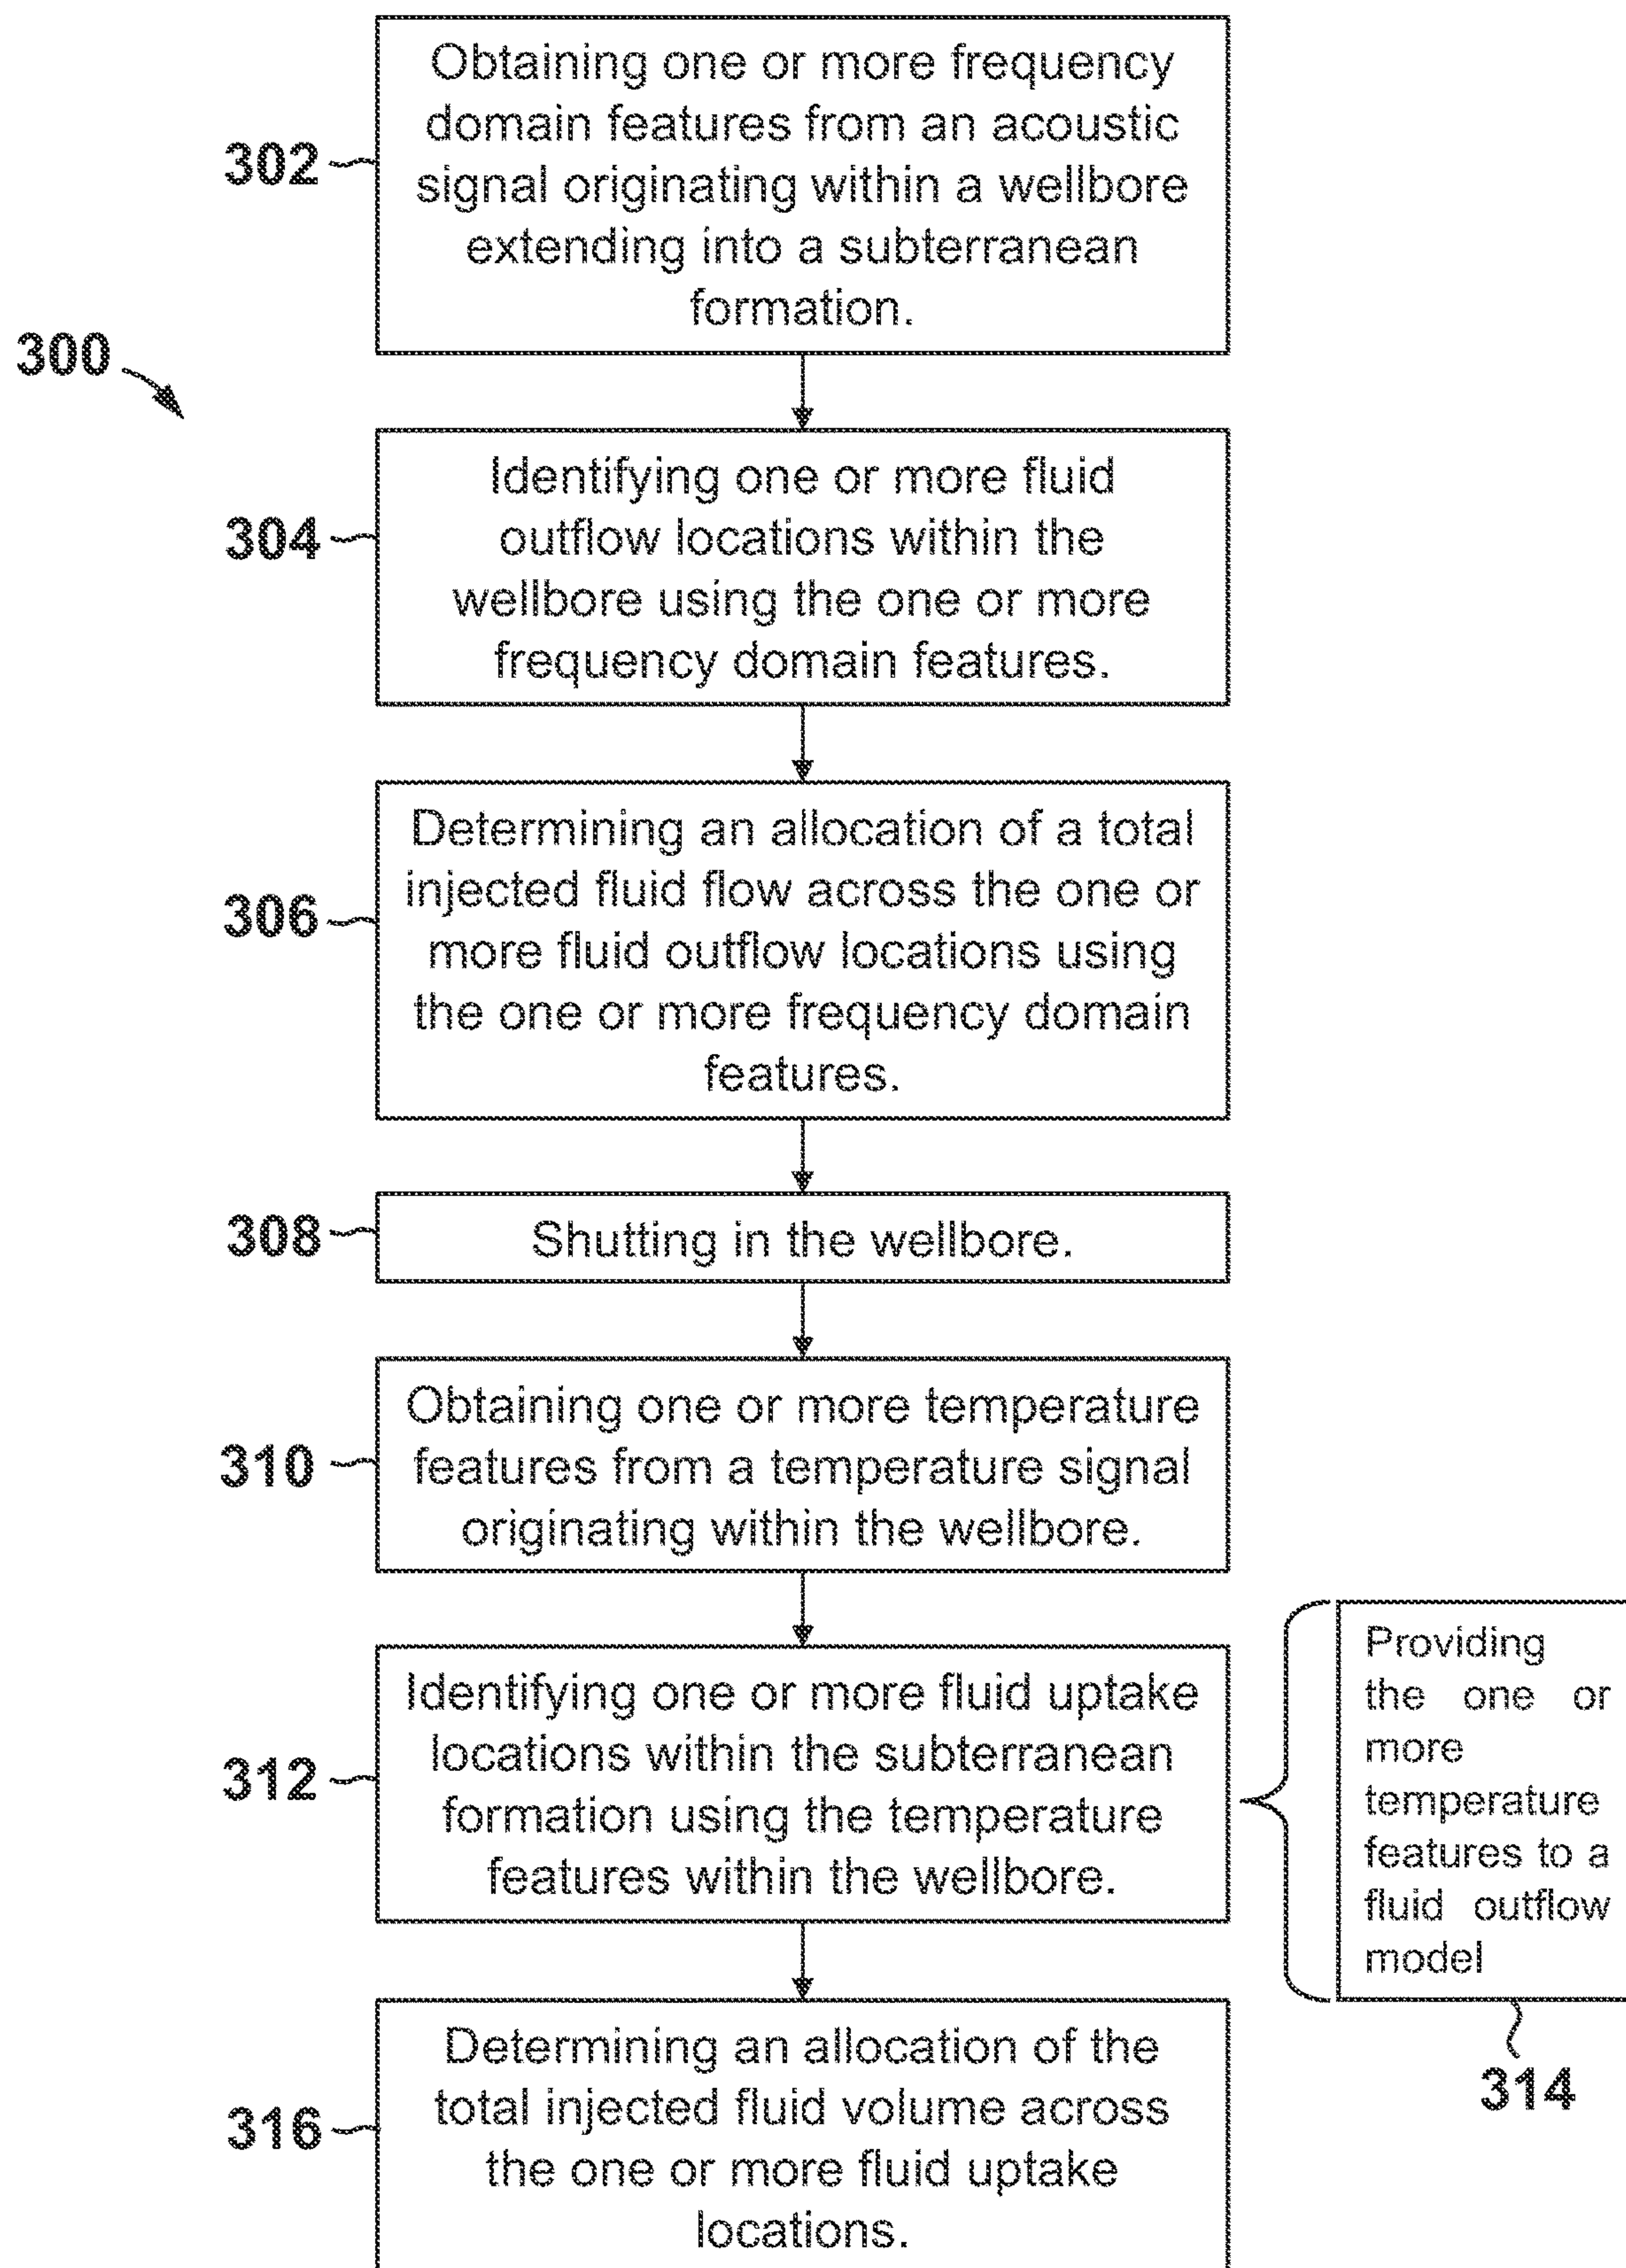 Obtaining one or more frequency
domain features from an acoustic
signal originating within a wellbore
extending into a subterranean
formation.
302
300
Identifying one or more fluid
outflow locations within the
wellbore using the one or more
frequency domain features.
304
Determining an allocation of a total
injected fluid flow across the one or
more fluid outflow locations using
the one or more frequency domain
features.
306
308
Shutting in the wellbore.
Obtaining one or more temperature
features from a temperature signal
originating within the wellbore.
310
Identifying one or more fluid uptake
locations within the subterranean
formation using the temperature
features within the wellbore.
312
Providing
the one or
more
temperature
features to a
fluid outflow
model
314
Determining an allocation of the
total injected fluid volume across
the one or more fluid uptake
locations.
316